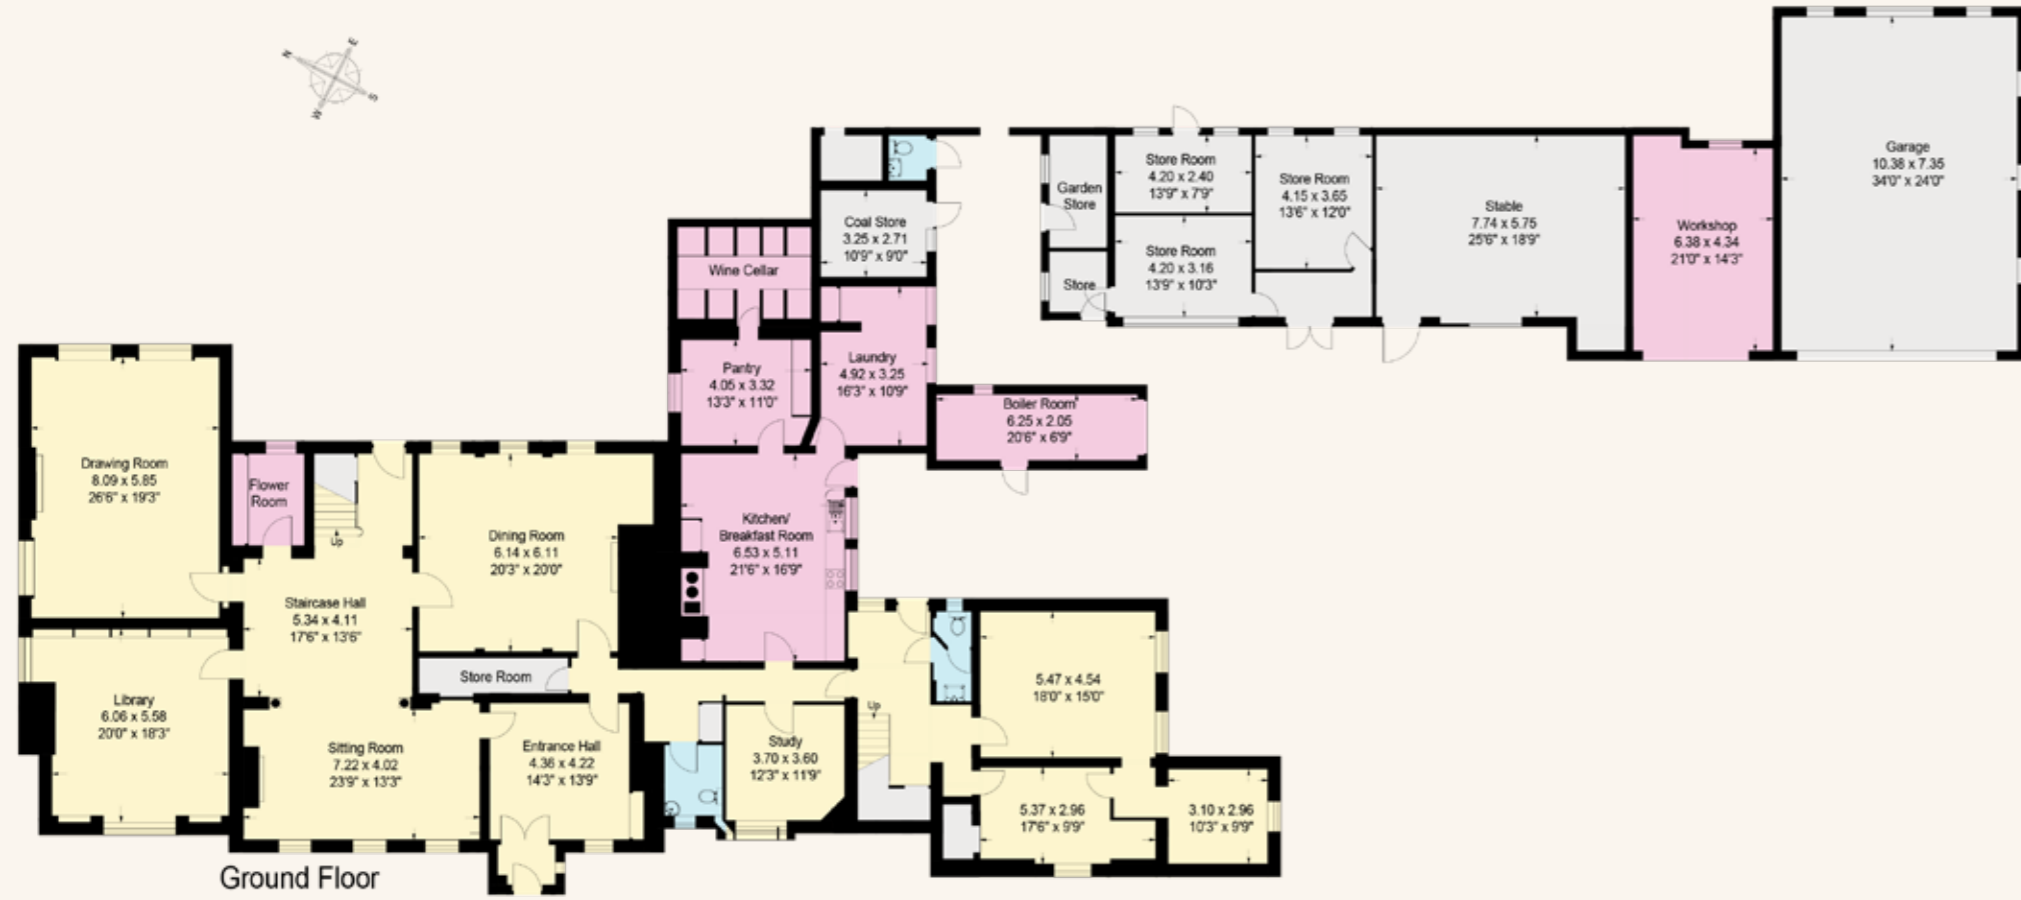 N
E
S
W
Garage
10.38 x 7.35
34'0" x 24'0"
Store Room
4.20 x 2.40
13'9" x 7'9"
Store Room
4.15 x 3.65
13'6" x 12'0"
Garden
Store
Stable
7.74 x 5.75
25'6" x 18'9"
Workshop
6.38 x 4.34
21'0" x 14'3"
Coal Store
3.25 x 2.71
10'9" x 9'0"
Store Room
4.20 x 3.16
13'9" x 10'3"
Store
Wine Cellar
Pantry
4.05 x 3.32
13'3" x 11'0"
Laundry
4.92 x 3.25
16'3" x 10'9"
Boiler Room
6.25 x 2.05
20'6" x 6'9"
Drawing Room
8.09 x 5.85
26'6" x 19'3"
Flower
Room
Up
Dining Room
6.14 x 6.11
20'3" x 20'0"
Kitchen/
Breakfast Room
6.53 x 5.11
21'6" x 16'9"
Staircase Hall
5.34 x 4.11
17'6" x 13'6"
Store Room
5.47 x 4.54
18'0" x 15'0"
Library
6.06 x 5.58
20'0" x 18'3"
Up
Sitting Room
7.22 x 4.02
23'9" x 13'3"
Entrance Hall
4.36 x 4.22
14'3" x 13'9"
Study
3.70 x 3.60
12'3" x 11'9"
5.37 x 2.96
17'6" x 9'9"
3.10 x 2.96
10'3" x 9'9"
Ground Floor